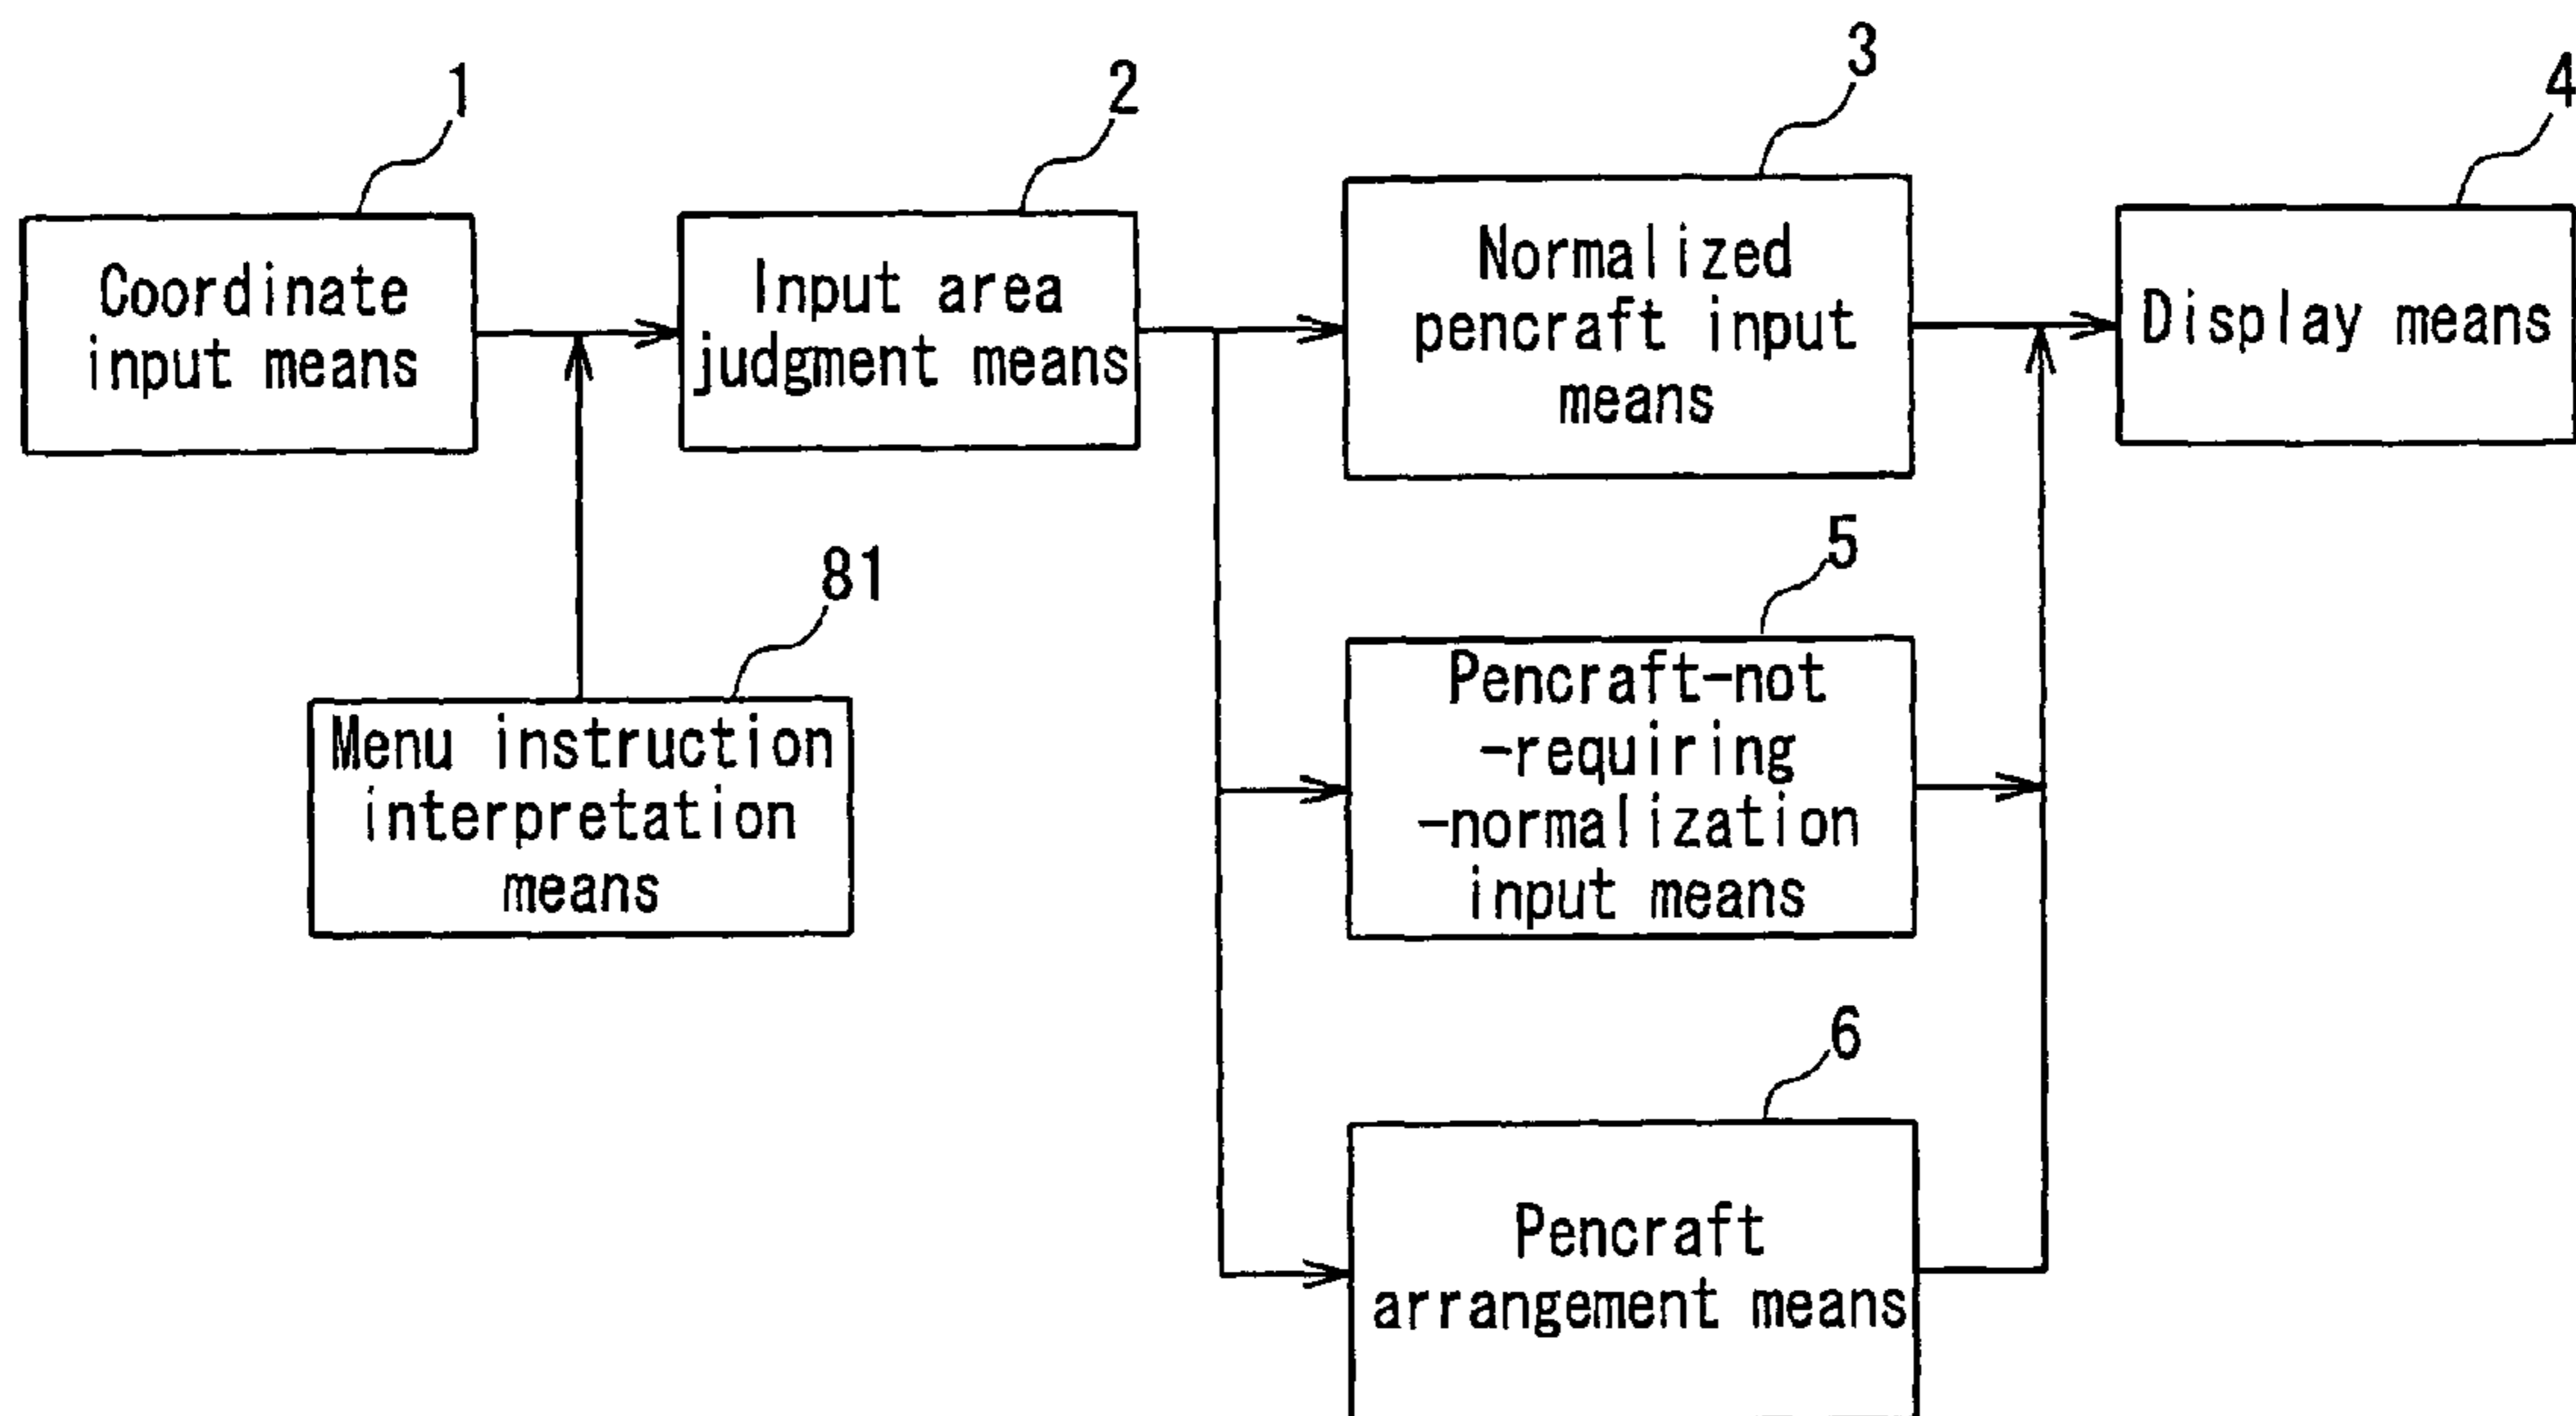 1
Coordinate
input means
2
Input area
judgment means
3
Normalized
pencraft input
means
4
Display means
81
Menu instruction
interpretation
means
5
Pencraft-not
-requiring
-normalization
input means
6
Pencraft
arrangement means